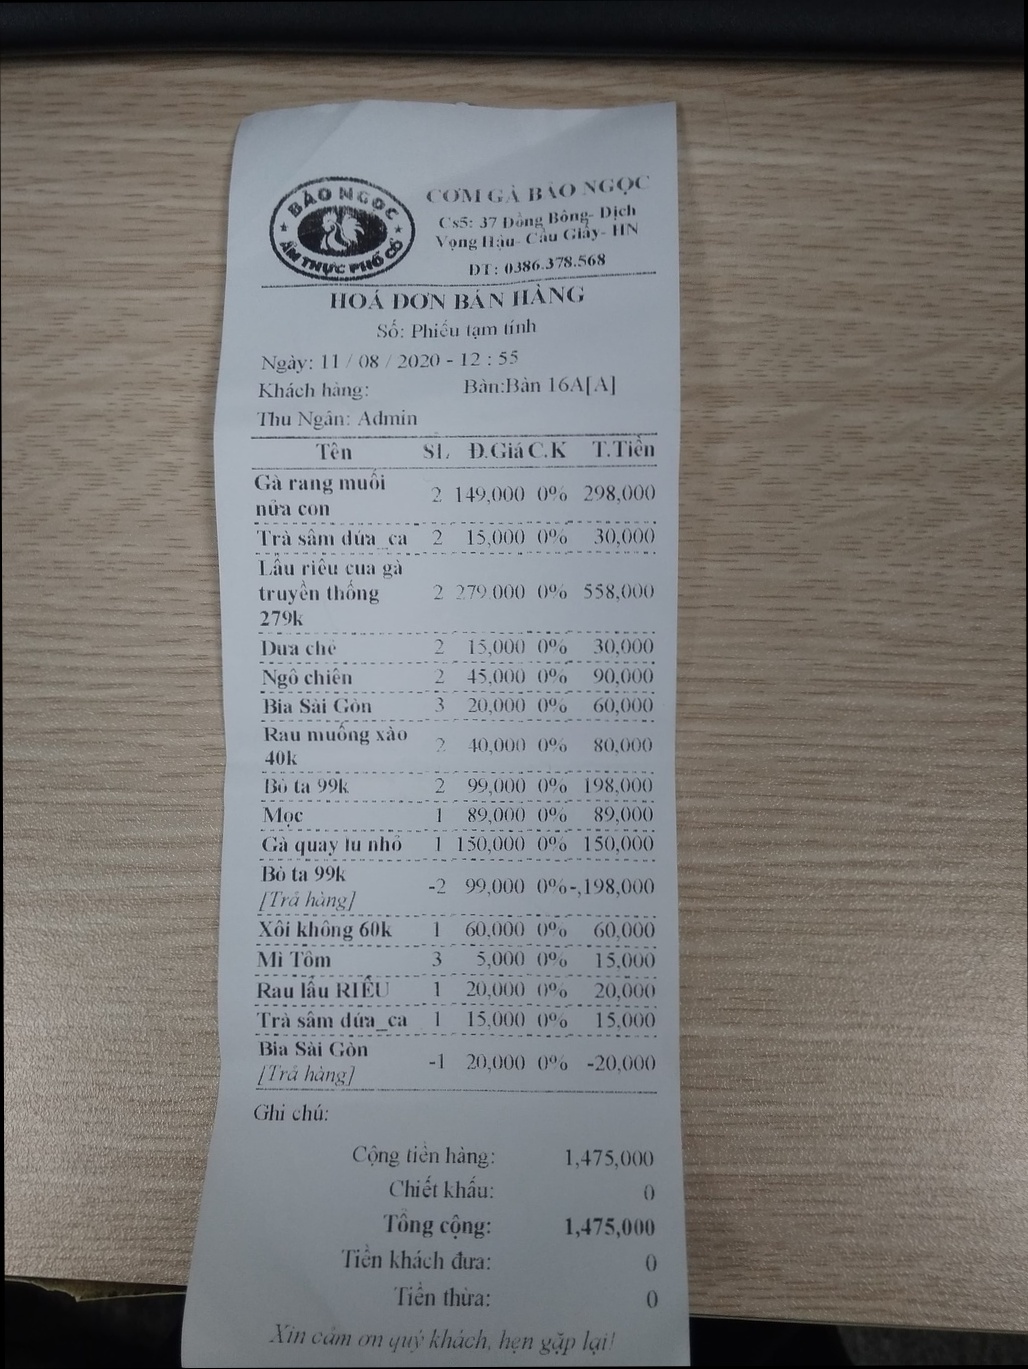 BẢO NGỌC
ẨM THỰC PHỐ CỔ
CƠM GÀ BẢO NGỌC
Cs5: 37 Đồng Bông- Dịch
Vọng Hậu- Cầu Giấy- HN
ĐT: 0386.378.568
HOÁ ĐƠN BÁN HÀNG
Số: Phiếu tạm tính
Ngày: 11 / 08 / 2020 - 12 : 55
Khách hàng: Bàn:Bàn 16A[A]
Thu Ngân: Admin
Tên SL Đ.Giá C.K T.Tiền
Gà rang muối
nửa con 2 149,000 0% 298,000
Trà sâm dứa_ca 2 15,000 0% 30,000
Lẩu riêu cua gà
truyền thống 2 279,000 0% 558,000
279k
Dưa chẻ 2 15,000 0% 30,000
Ngô chiên 2 45,000 0% 90,000
Bia Sài Gòn 3 20,000 0% 60,000
Rau muống xào
40k 2 40,000 0% 80,000
Bò ta 99k 2 99,000 0% 198,000
Mọc 1 89,000 0% 89,000
Gà quay lu nhỏ 1 150,000 0% 150,000
Bò ta 99k
[Trả hàng] -2 99,000 0% -,198,000
Xôi không 60k 1 60,000 0% 60,000
Mì Tôm 3 5,000 0% 15,000
Rau lẩu RIÊU 1 20,000 0% 20,000
Trà sâm dứa_ca 1 15,000 0% 15,000
Bia Sài Gòn
[Trả hàng] -1 20,000 0% -20,000
Ghi chú:
Cộng tiền hàng: 1,475,000
Chiết khấu: 0
Tổng cộng: 1,475,000
Tiền khách đưa: 0
Tiền thừa: 0
Xin cảm ơn quý khách, hẹn gặp lại!